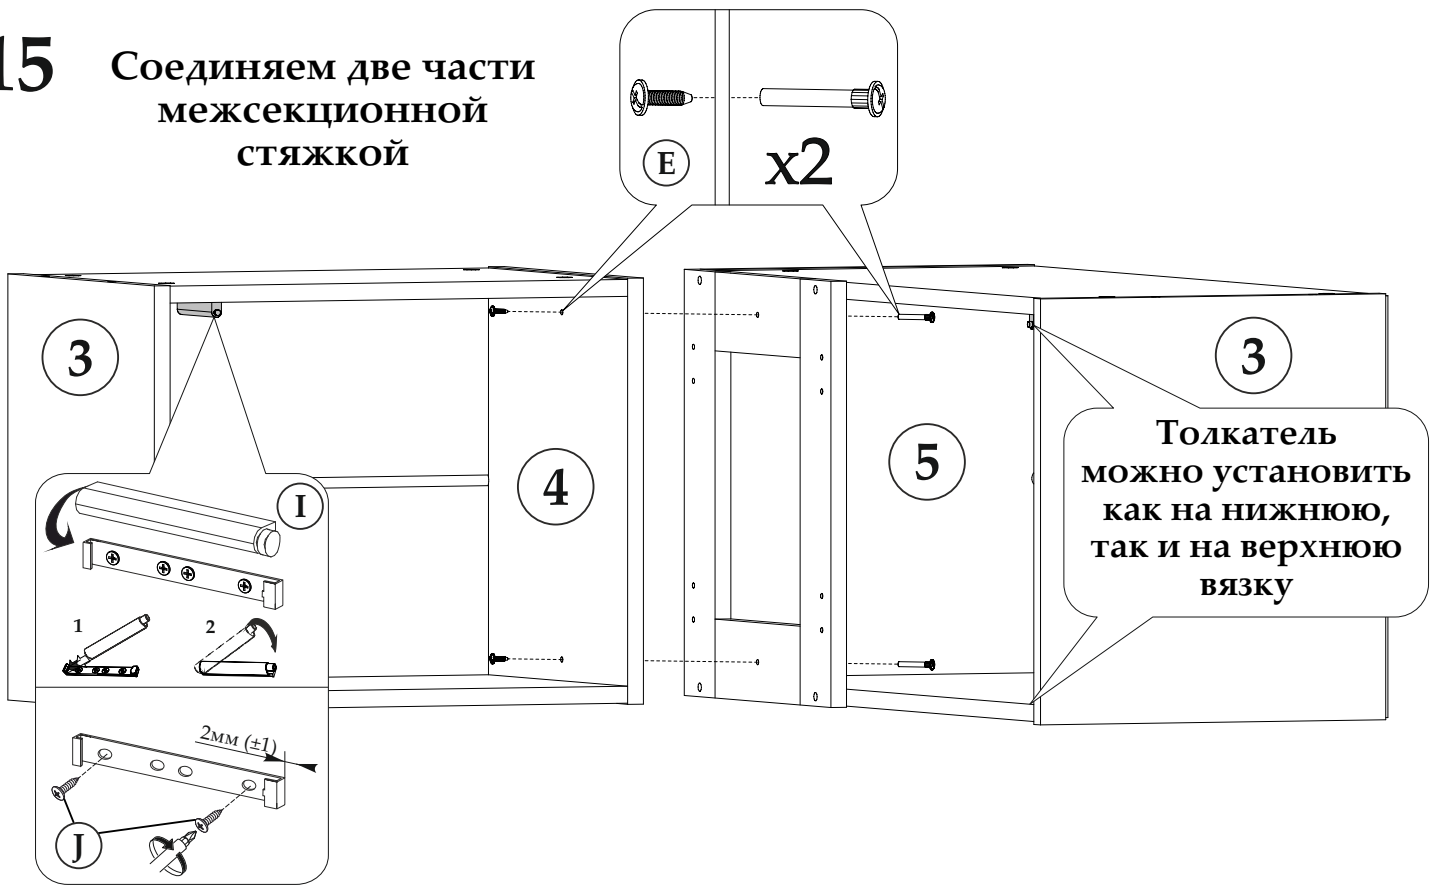 15
Соединяем две части
межсекционной
стяжкой
E
x2
3
4
5
3
I
1
2
2мм (±1)
J
Толкатель
можно установить
как на нижнюю,
так и на верхнюю
вязку